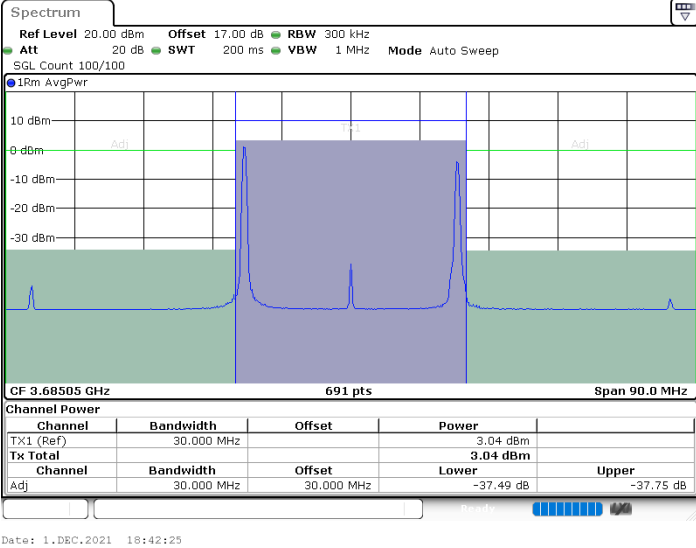 Spectrum
Ref Level 20.00 dBm Offset 17.00 dB RBW 300 kHz
Att 20 dB SWT 200 ms VBW 1 MHz Mode Auto Sweep
SGL Count 100/100
1Rm AvgPwr
10 dBm
TX1
Adj Adj
0 dBm
-10 dBm
-20 dBm
-30 dBm
CF 3.68505 GHz 691 pts Span 90.0 MHz
Channel Power
Channel Bandwidth Offset Power
TX1 (Ref) 30.000 MHz 3.04 dBm
Tx Total 3.04 dBm
Channel Bandwidth Offset Lower Upper
Adj 30.000 MHz 30.000 MHz -37.49 dB -37.75 dB
Ready
Date: 1.DEC.2021 18:42:25